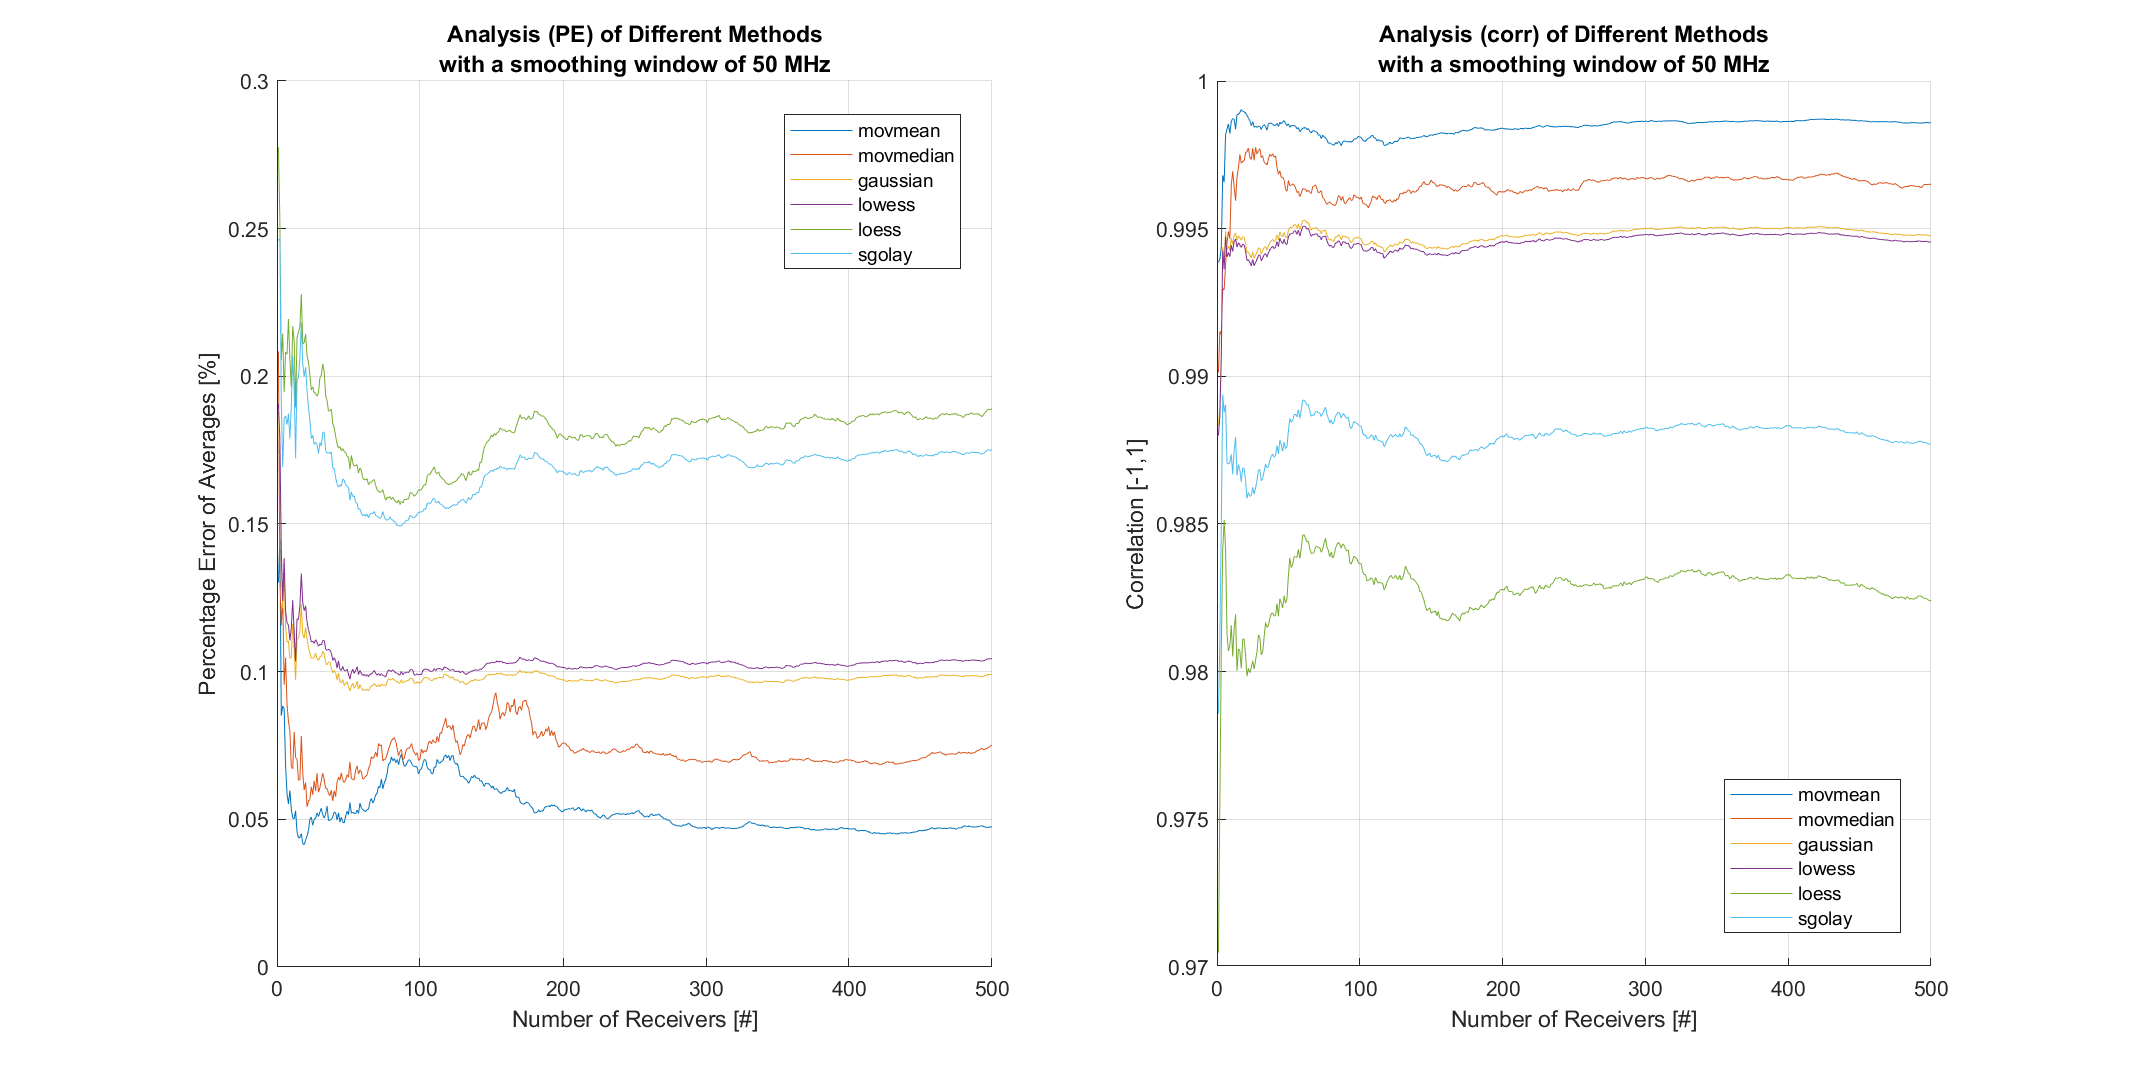 Analysis (PE) of Different Methods
with a smoothing window of 50 MHz
0.3
0.25
0.2
0.15
0.1
0.05
0
Percentage Error of Averages [%]
movmean
movmedian
gaussian
lowess
loess
sgolay
0 100 200 300 400 500
Number of Receivers [#]
Analysis (corr) of Different Methods
with a smoothing window of 50 MHz
1
0.995
0.99
0.985
0.98
0.975
0.97
Correlation [-1,1]
movmean
movmedian
gaussian
lowess
loess
sgolay
0 100 200 300 400 500
Number of Receivers [#]